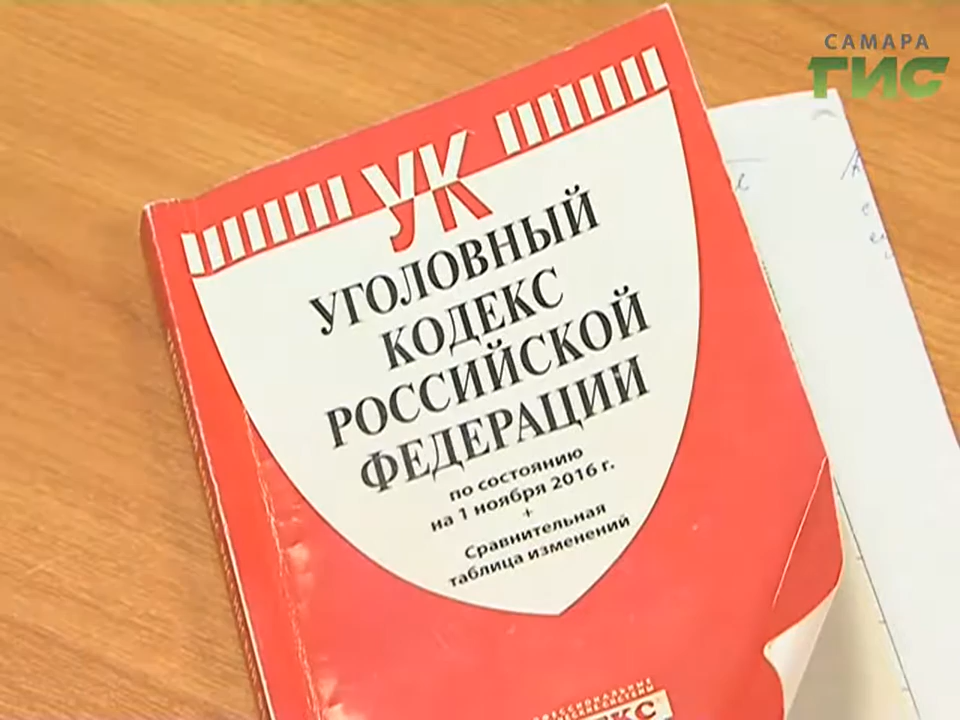 САМАРА
ГИС
УК
УГОЛОВНЫЙ
КОДЕКС
РОССИЙСКОЙ
ФЕДЕРАЦИИ
по состоянию
на 1 ноября 2016 г.
+
Сравнительная
таблица изменений